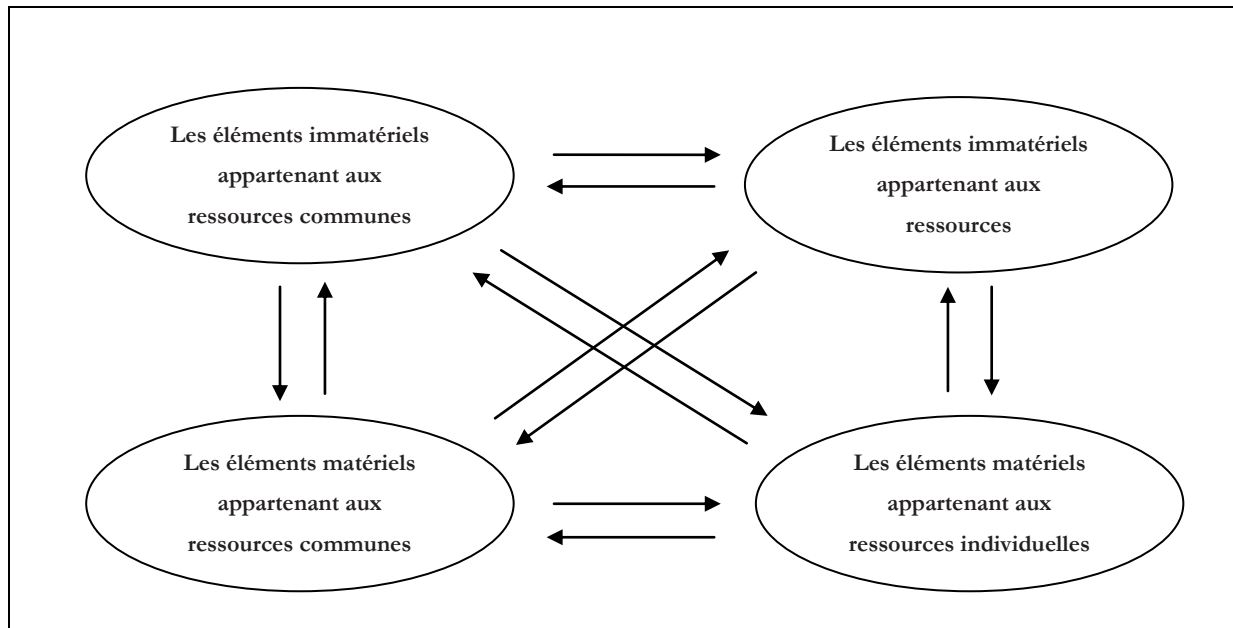 Les éléments immatériels
appartenant aux
ressources communes
Les éléments immatériels
appartenant aux
ressources
Les éléments matériels
appartenant aux
ressources communes
Les éléments matériels
appartenant aux
ressources individuelles